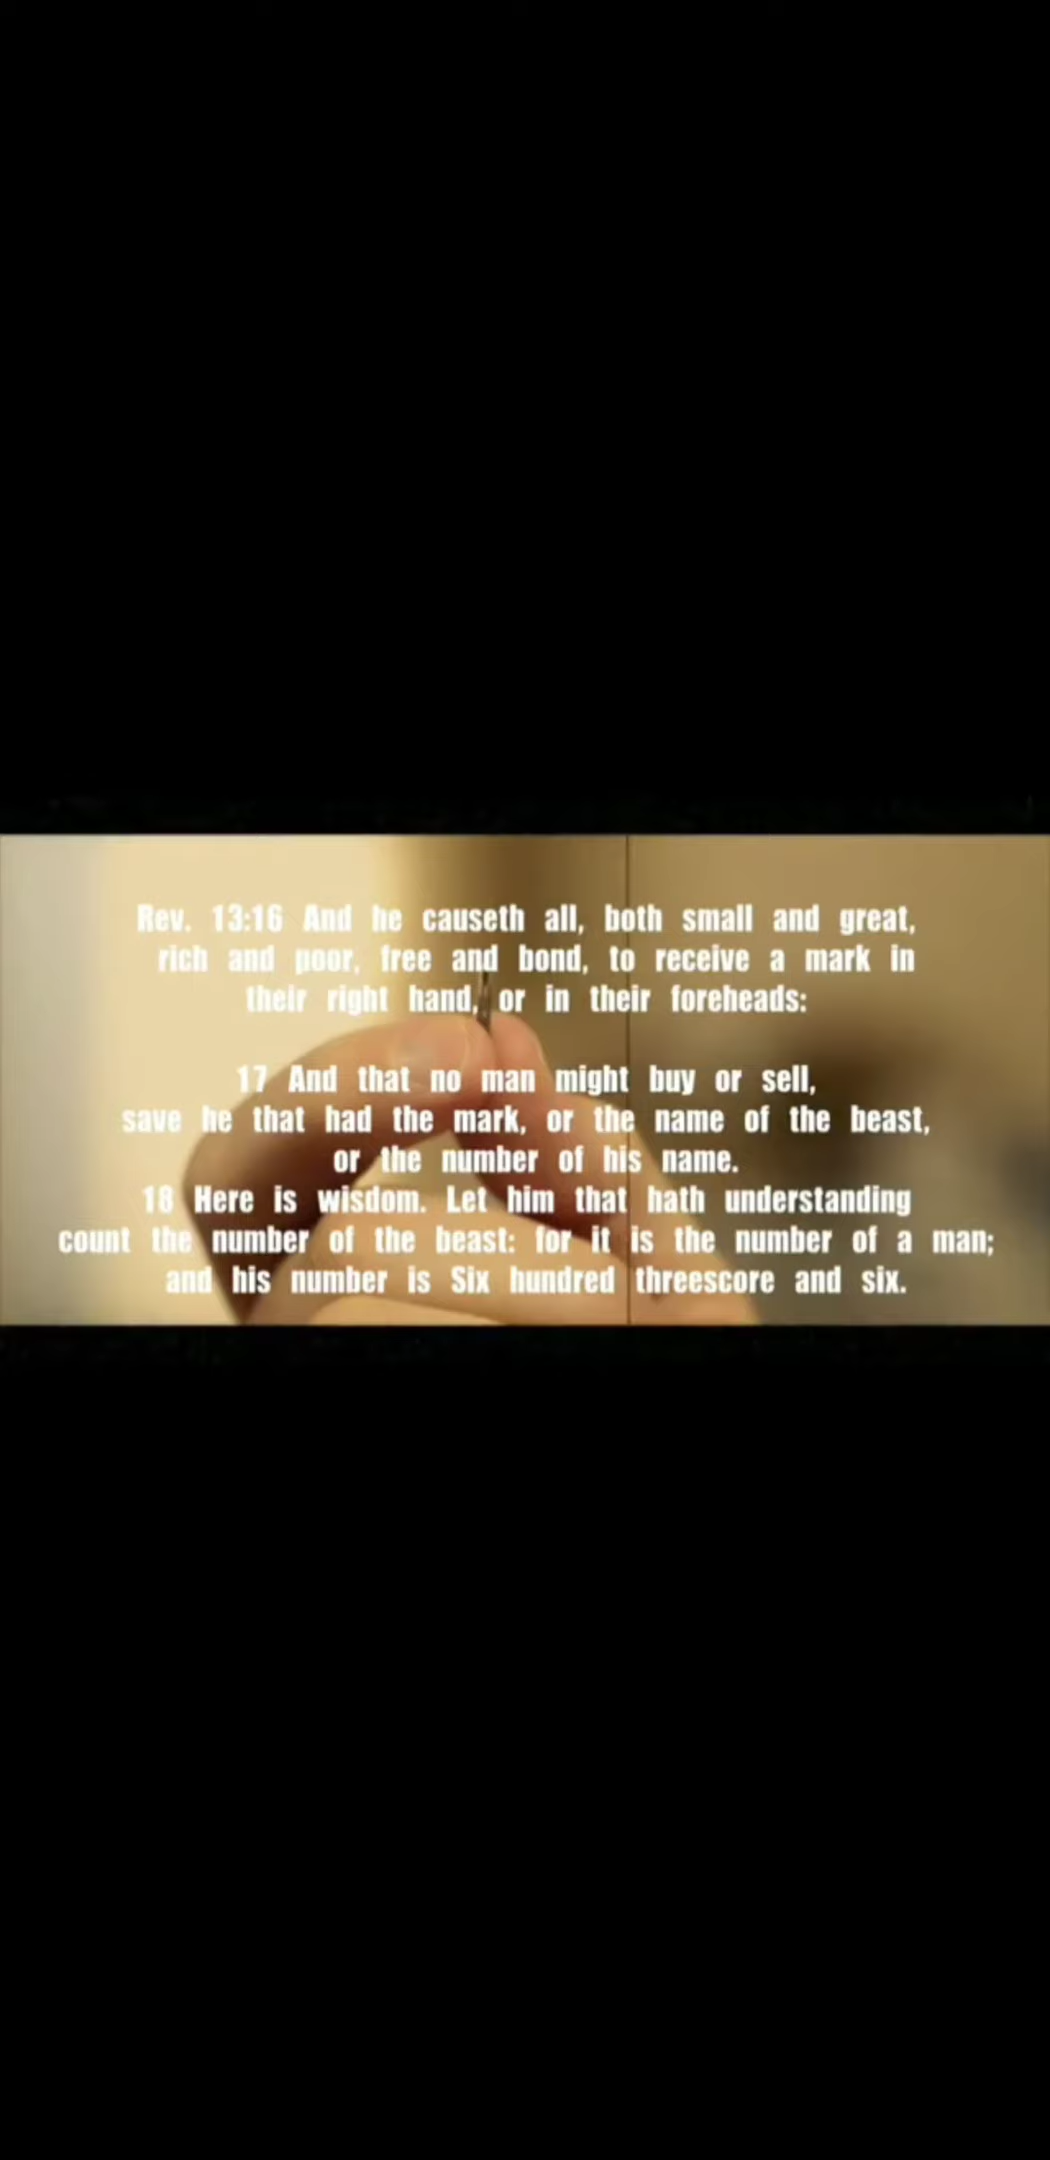 Rev. 13:16 And he causeth all, both small and great,
rich and poor, free and bond, to receive a mark in
their right hand, or in their foreheads:
17 And that no man might buy or sell,
save he that had the mark, or the name of the beast,
or the number of his name.
18 Here is wisdom. Let him that hath understanding
count the number of the beast: for it is the number of a man;
and his number is Six hundred threescore and six.